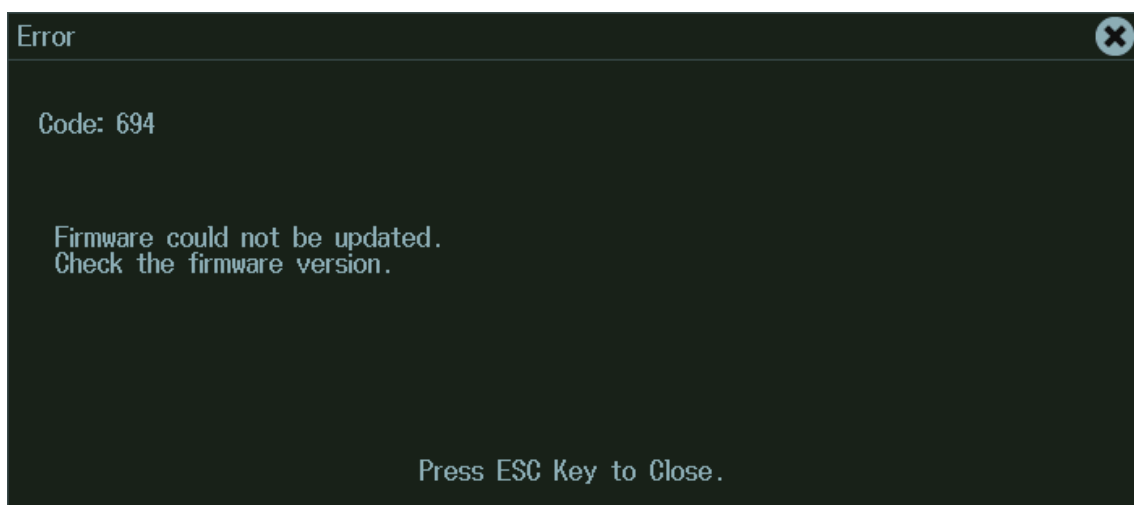 Error
Code: 694
Firmware could not be updated.
Check the firmware version.
Press ESC Key to Close.